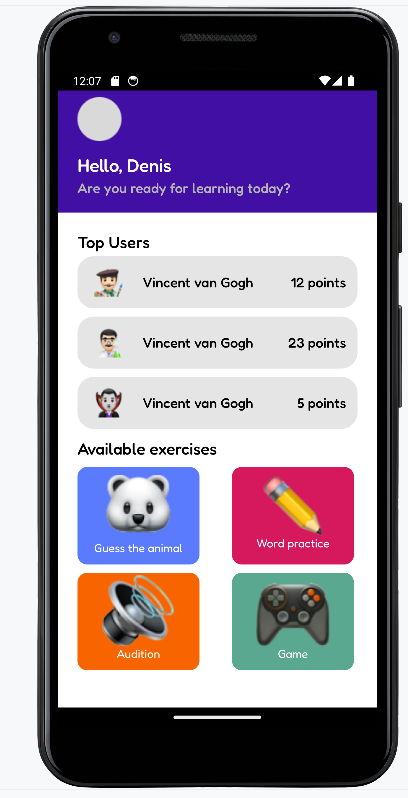 12:07
Hello, Denis
Are you ready for learning today?
Top Users
Vincent van Gogh 12 points
Vincent van Gogh 23 points
Vincent van Gogh 5 points
Available exercises
Guess the animal Word practice
Audition Game